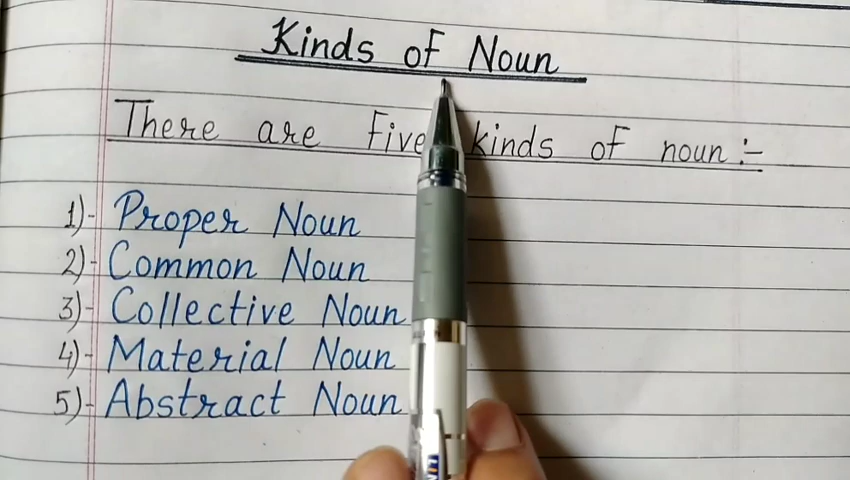 Kinds of Noun
There are Five kinds of noun :-
1)- Proper Noun
2)- Common Noun
3)- Collective Noun
4)- Material Noun
5)- Abstract Noun